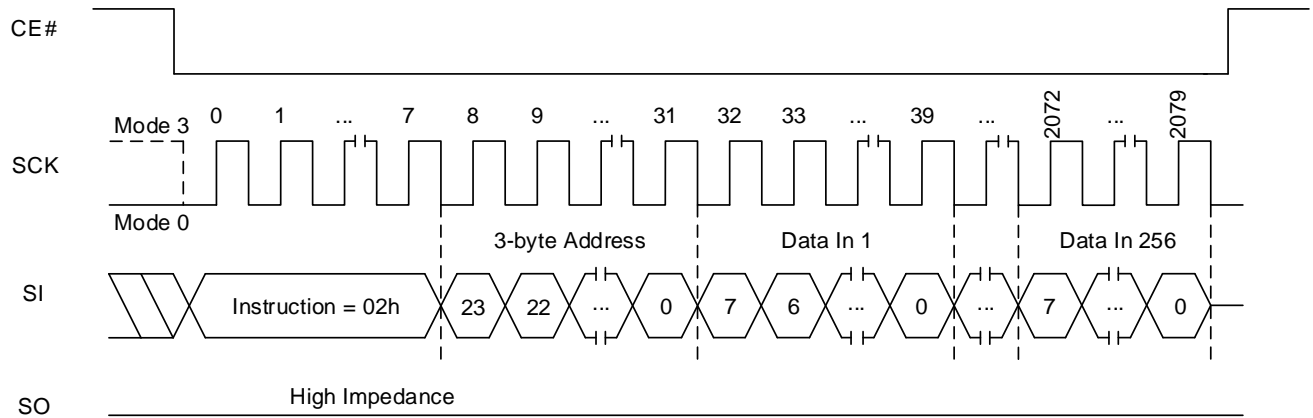 CE#
0 1 ... 7 8 9 ... 31 32 33 ... 39 ... 2072 ... 2079
Mode 3
SCK
Mode 0
3-byte Address Data In 1 Data In 256
SI Instruction = 02h 23 22 ... 0 7 6 ... 0 ... 7 ... 0
High Impedance
SO